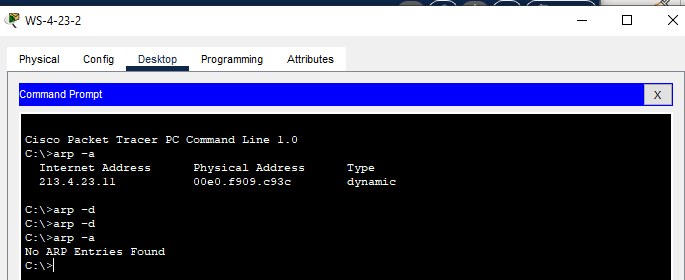 WS-4-23-2
Physical Config Desktop Programming Attributes
Command Prompt
X
Cisco Packet Tracer PC Command Line 1.0
C:\>arp -a
Internet Address Physical Address Type
213.4.23.11 00e0.f909.c93c dynamic
C:\>arp -d
C:\>arp -d
C:\>arp -a
No ARP Entries Found
C:\>